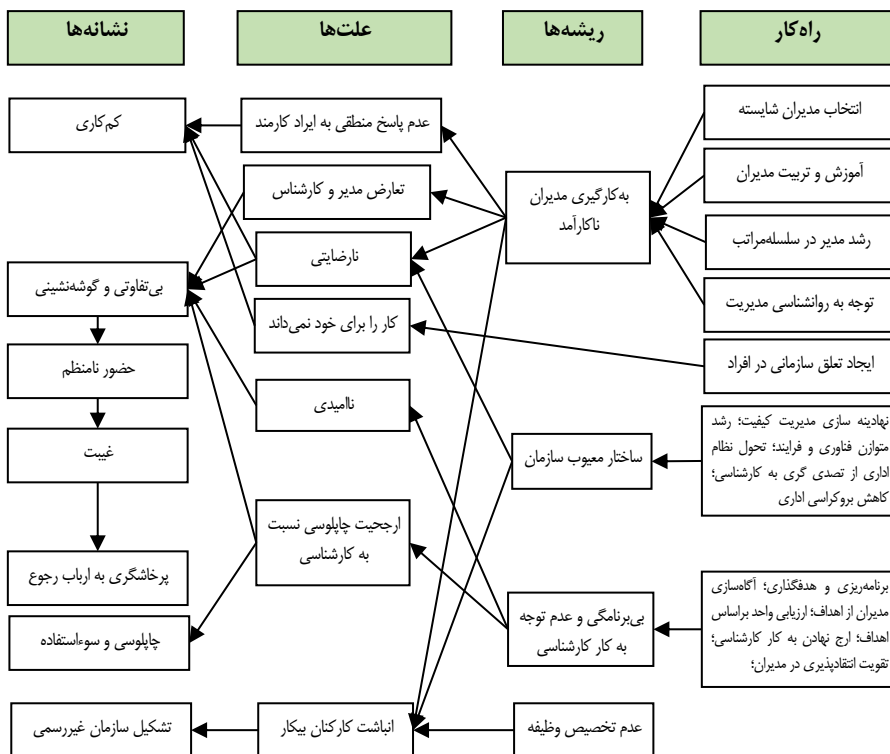 راه‌کار
ریشه‌ها
علت‌ها
نشانه‌ها
انتخاب مدیران شایسته
آموزش و تربیت مدیران
رشد مدیر در سلسله‌مراتب
توجه به روانشناسی مدیریت
ایجاد تعلق سازمانی در افراد
نهادینه سازی مدیریت کیفیت؛ رشد
متوازن فناوری و فرایند؛ تحول نظام
اداری از تصدی گری به کارشناسی؛
کاهش بروکراسی اداری
برنامه‌ریزی و هدفگذاری؛ آگاه‌سازی
مدیران از اهداف؛ ارزیابی واحد براساس
اهداف؛ ارج نهادن به کار کارشناسی؛
تقویت انتقادپذیری در مدیران؛
به‌کارگیری مدیران
ناکارآمد
ساختار معیوب سازمان
بی‌برنامگی و عدم توجه
به کار کارشناسی
عدم تخصیص وظیفه
عدم پاسخ منطقی به ایراد کارمند
تعارض مدیر و کارشناس
نارضایتی
کار را برای خود نمی‌داند
ناامیدی
ارجحیت چاپلوسی نسبت
به کارشناسی
انباشت کارکنان بیکار
کم‌کاری
بی‌تفاوتی و گوشه‌نشینی
حضور نامنظم
غیبت
پرخاشگری به ارباب رجوع
چاپلوسی و سوءاستفاده
تشکیل سازمان غیررسمی